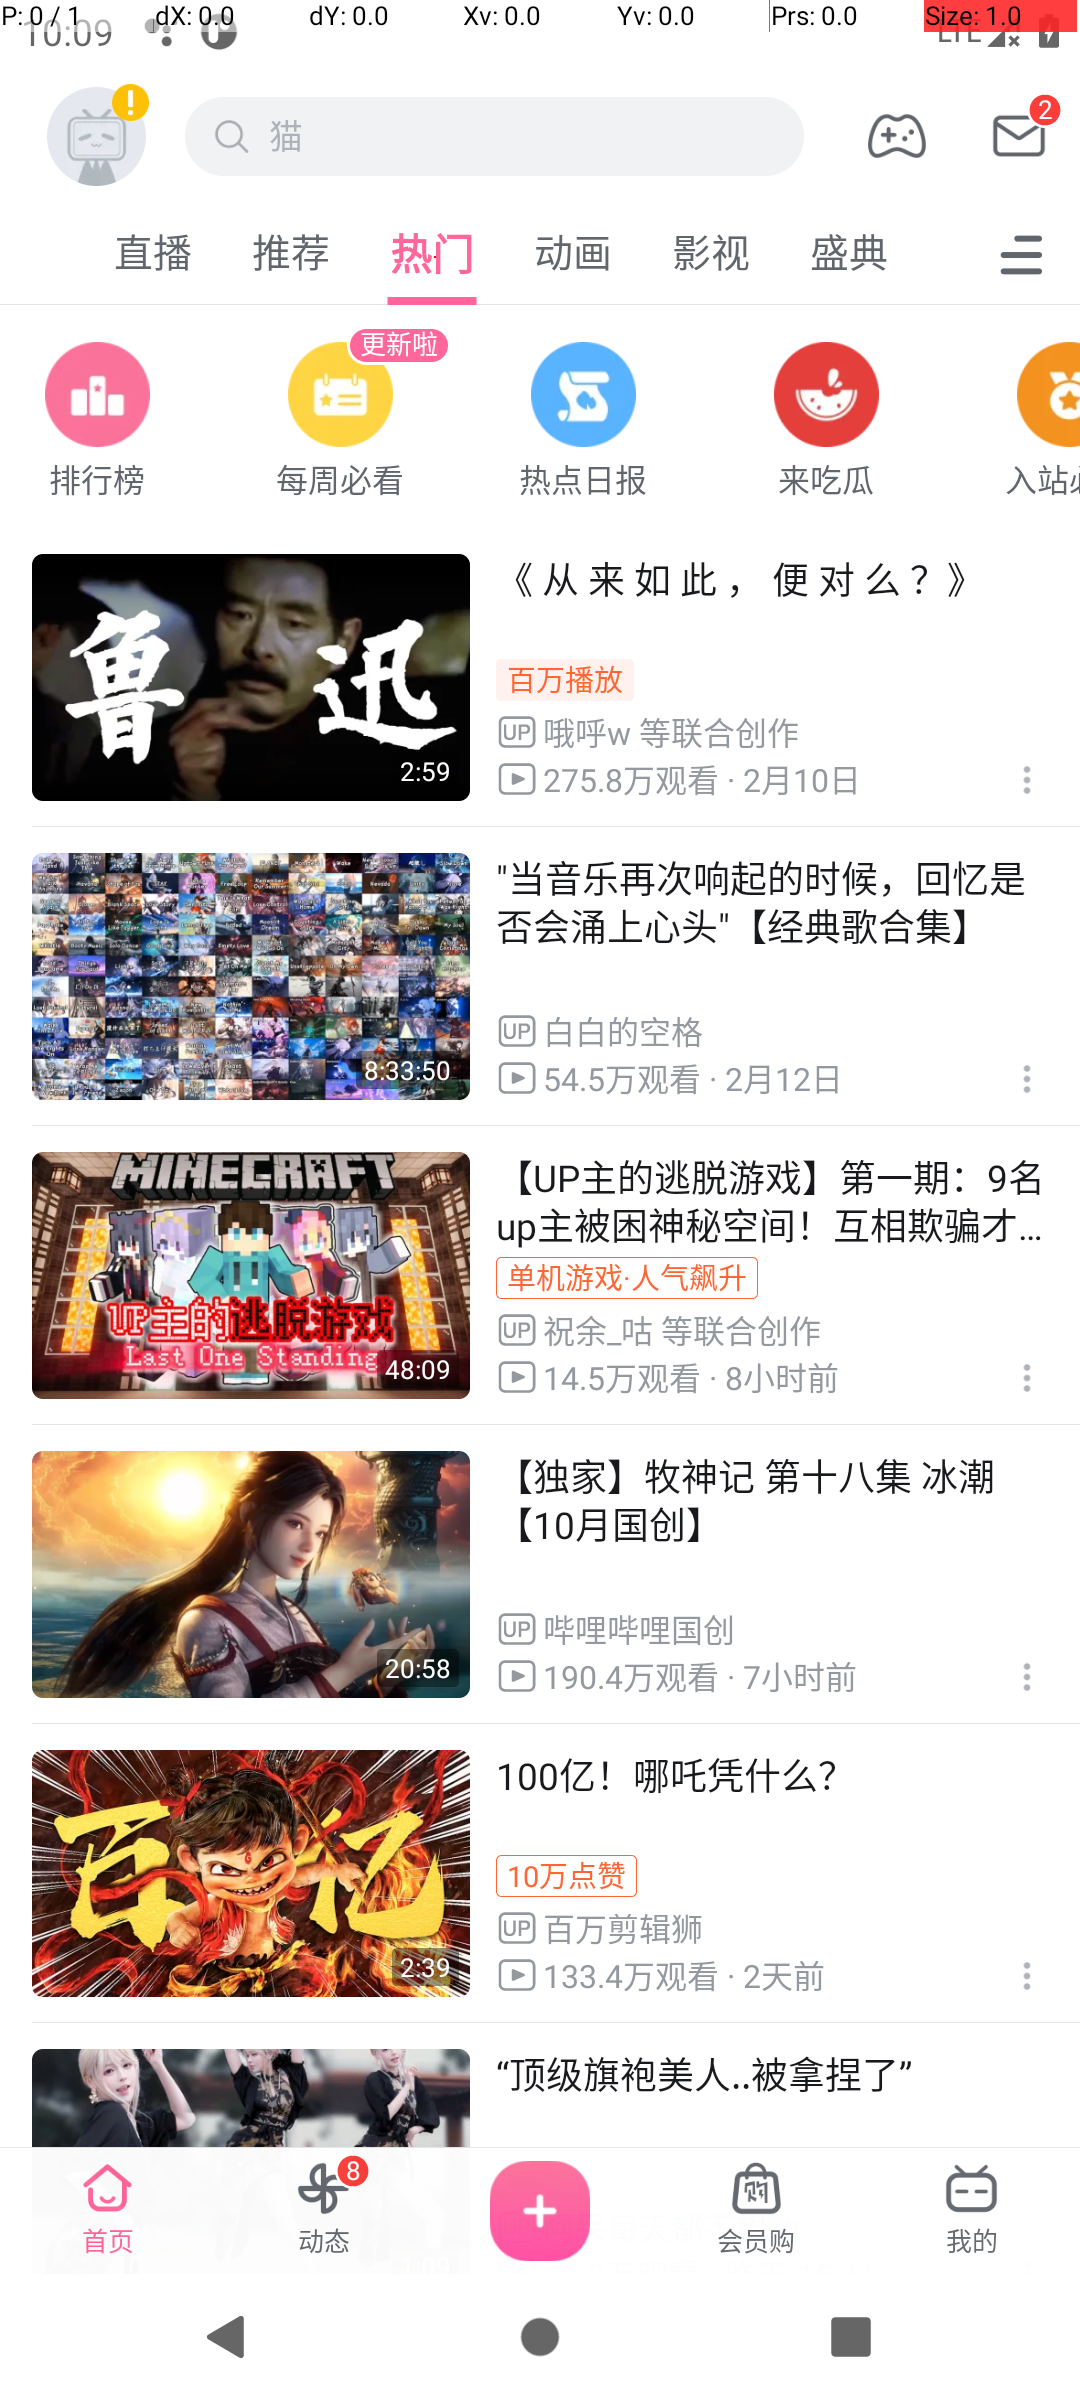 P: 0 / 1 dX: 0.0 dY: 0.0 Xv: 0.0 Yv: 0.0 Prs: 0.0 Size: 1.0
10:09 LTE
猫
2
直播 推荐 热门 动画 影视 盛典
更新啦
排行榜 每周必看 热点日报 来吃瓜 入站
鲁迅
2:59
《 从 来 如 此 ， 便 对 么 ？ 》
百万播放
UP 哦呼w 等联合创作
275.8万观看 · 2月10日
8:33:50
"当音乐再次响起的时候，回忆是
否会涌上心头"【经典歌合集】
UP 白白的空格
54.5万观看 · 2月12日
MINECRAFT
UP主的逃脱游戏
Last One Standing
48:09
【UP主的逃脱游戏】第一期：9名
up主被困神秘空间！互相欺骗才...
单机游戏·人气飙升
UP 祝余_咕 等联合创作
14.5万观看 · 8小时前
20:58
【独家】牧神记 第十八集 冰潮
【10月国创】
UP 哔哩哔哩国创
190.4万观看 · 7小时前
百亿
2:39
100亿！哪吒凭什么？
10万点赞
UP 百万剪辑狮
133.4万观看 · 2天前
“顶级旗袍美人..被拿捏了”
8
购
首页 动态 会员购 我的